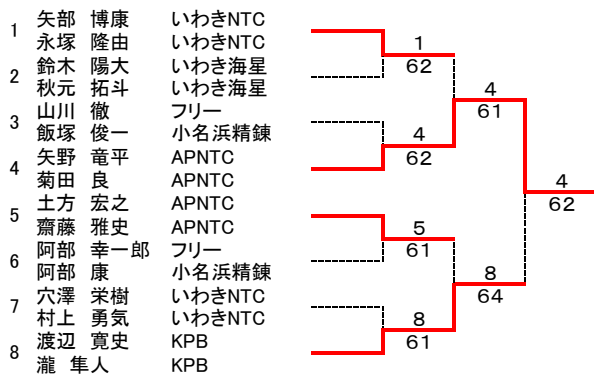 1 矢部 博康 いわきNTC
永塚 隆由 いわきNTC
2 鈴木 陽大 いわき海星
秋元 拓斗 いわき海星
3 山川 徹 フリー
飯塚 俊一 小名浜精錬
4 矢野 竜平 APNTC
菊田 良 APNTC
5 土方 宏之 APNTC
齋藤 雅史 APNTC
6 阿部 幸一郎 フリー
阿部 康 小名浜精錬
7 穴澤 栄樹 いわきNTC
村上 勇気 いわきNTC
8 渡辺 寛史 KPB
瀧 隼人 KPB
1
62
4
62
5
61
8
61
4
61
8
64
4
62